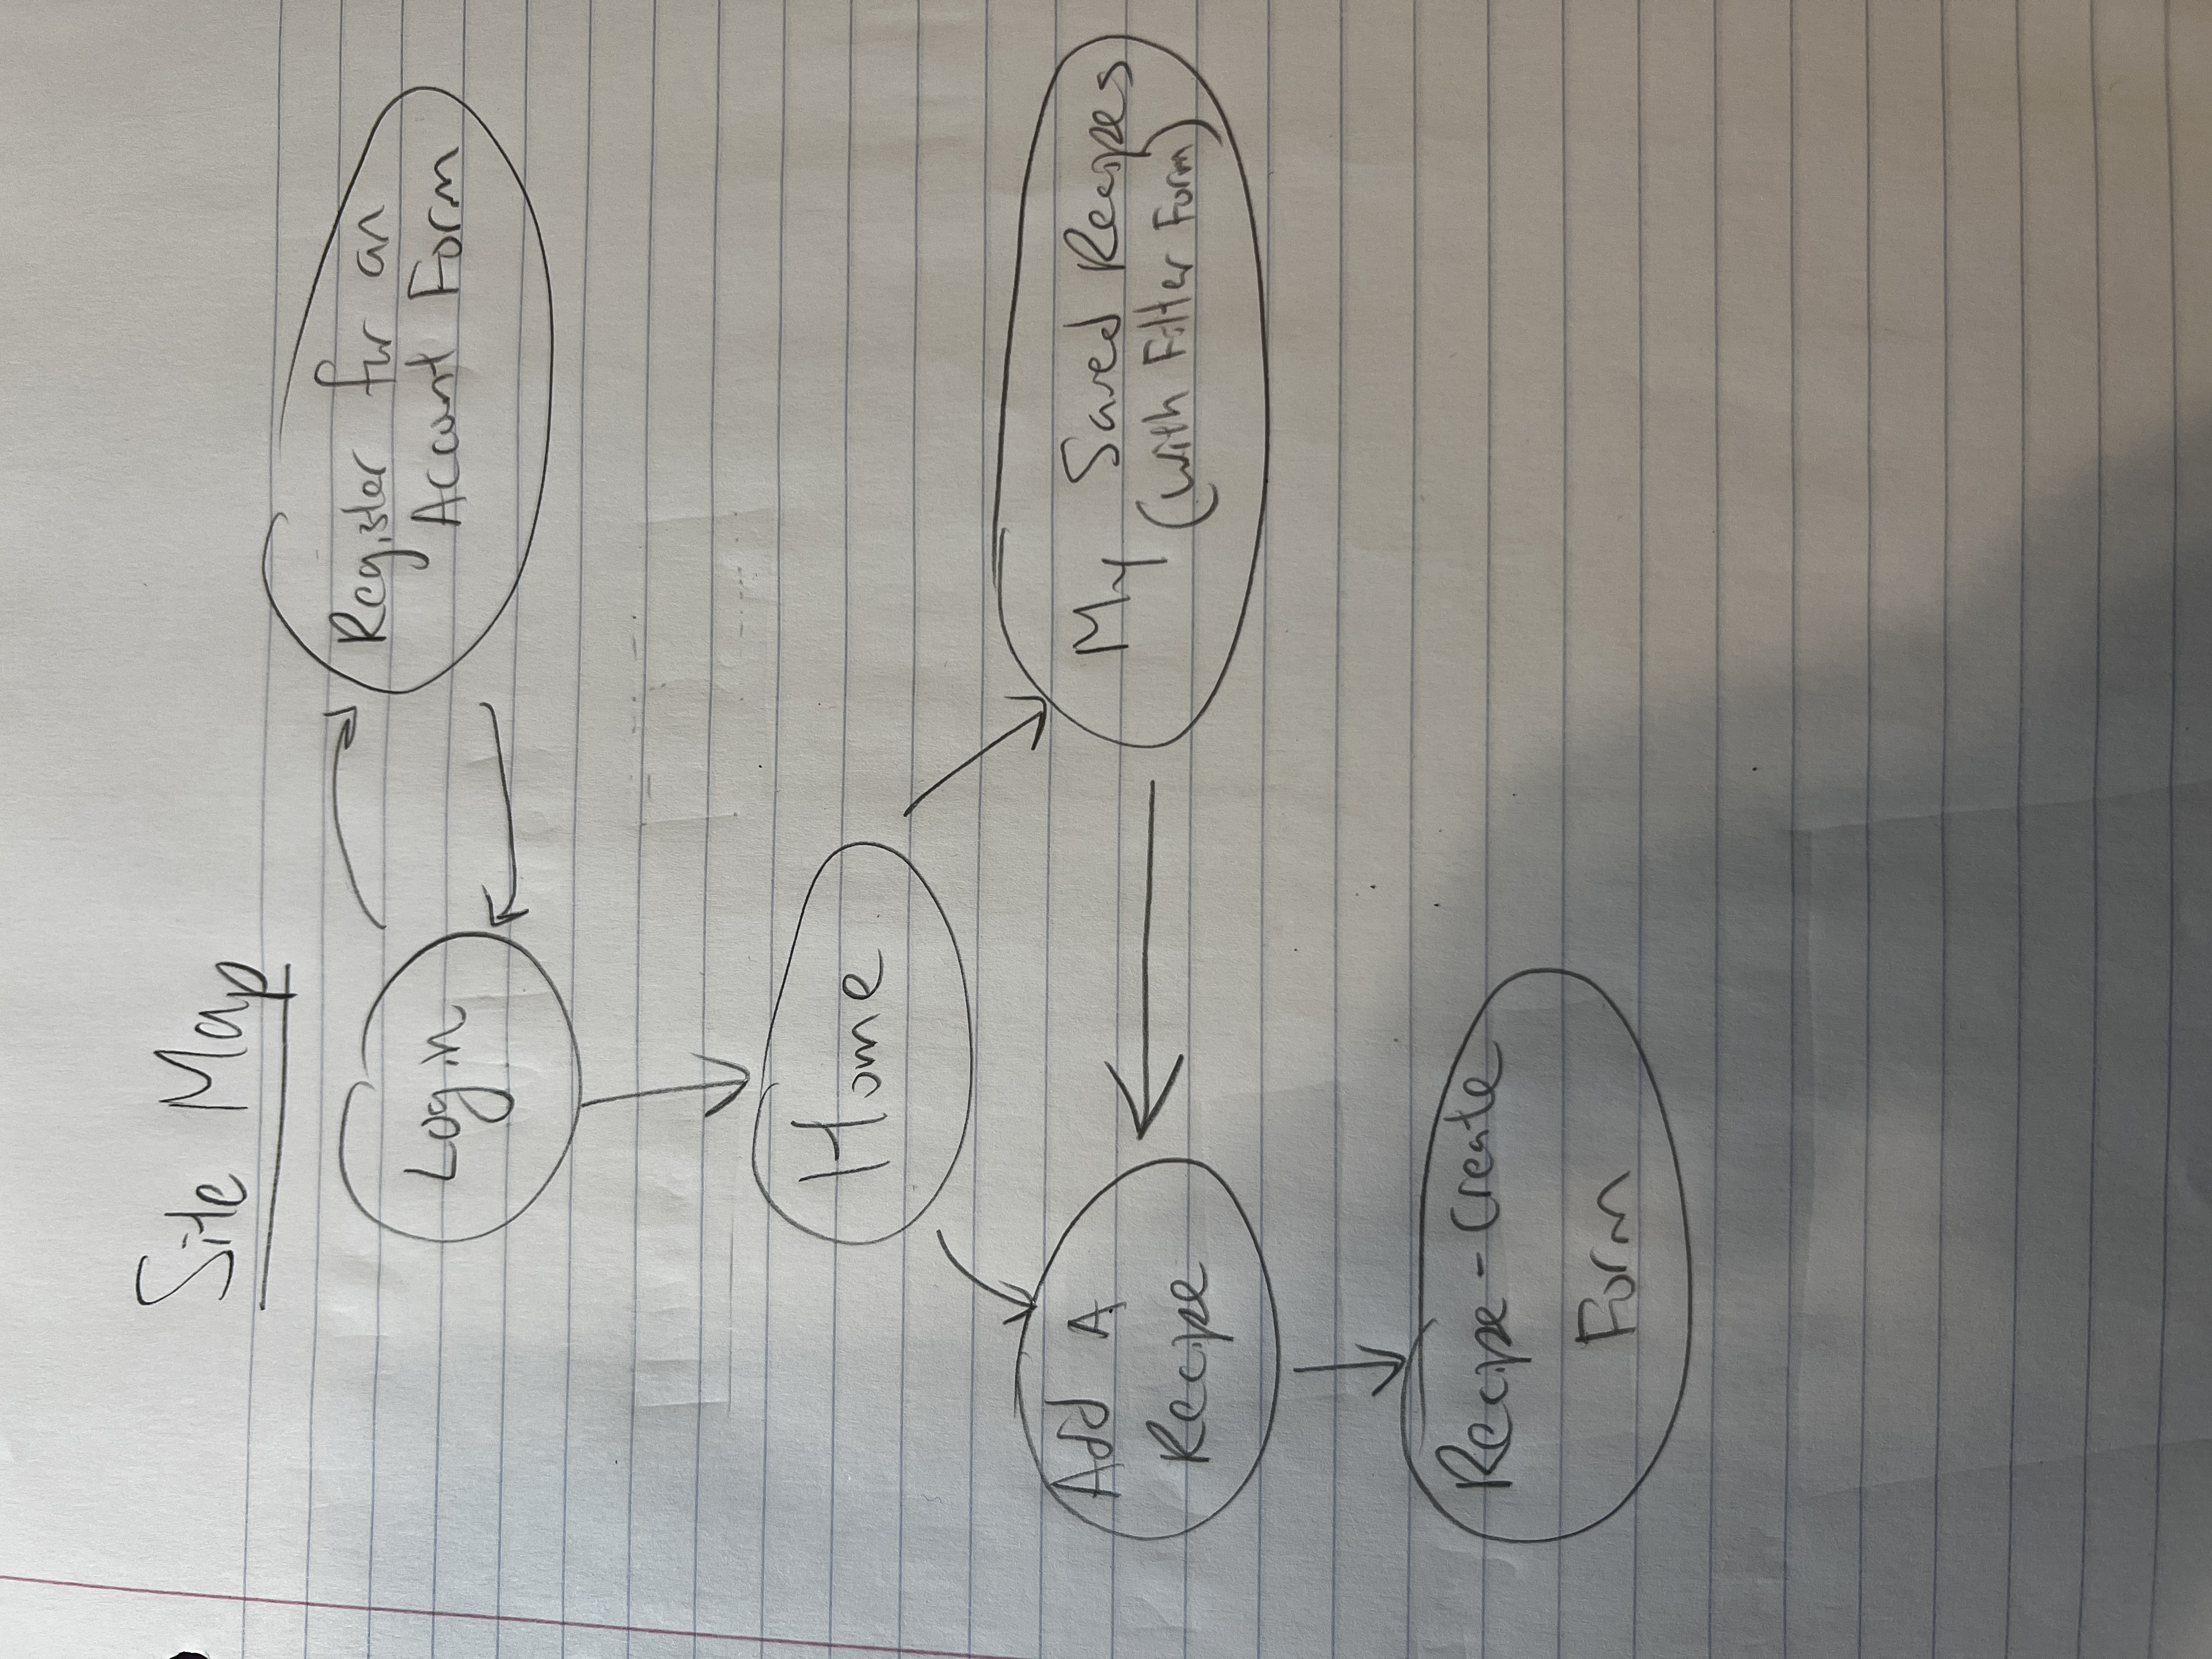 Site Map
Login
Register for an
Account Form
Home
Add A
Recipe
My Saved Recipes
(with Filter Form)
Recipe-Create
Form